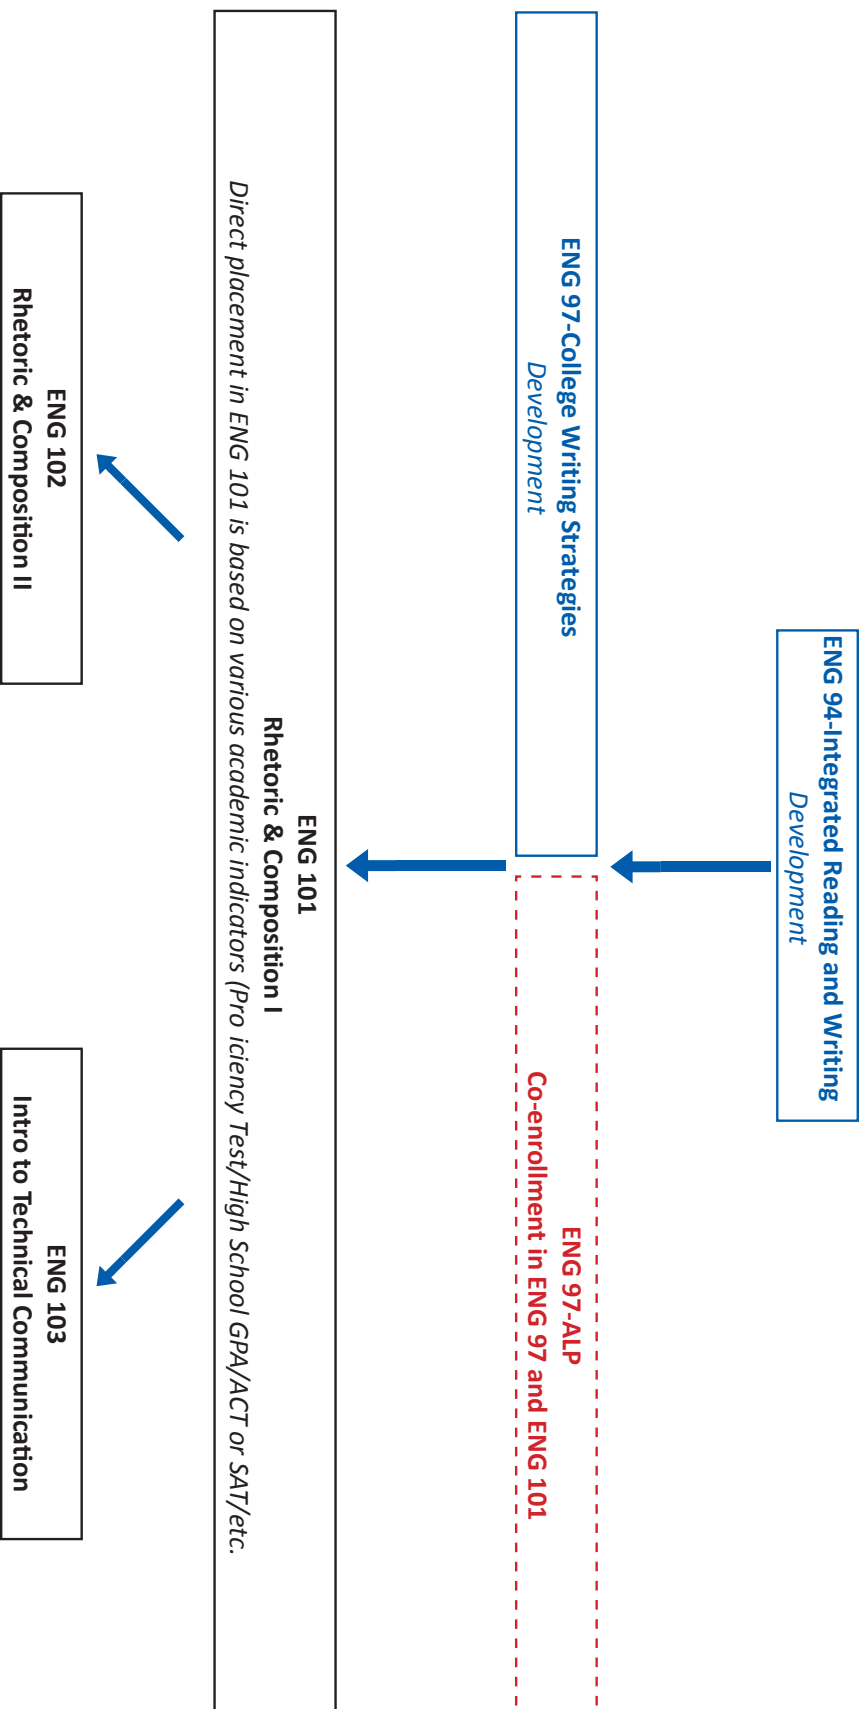 ENG 94-Integrated Reading and Writing
Development
ENG 97-College Writing Strategies
Development
ENG 97-ALP
Co-enrollment in ENG 97 and ENG 101
ENG 101
Rhetoric & Composition I
Direct placement in ENG 101 is based on various academic indicators (Pro iciency Test/High School GPA/ACT or SAT/etc.
ENG 102
Rhetoric & Composition II
ENG 103
Intro to Technical Communication